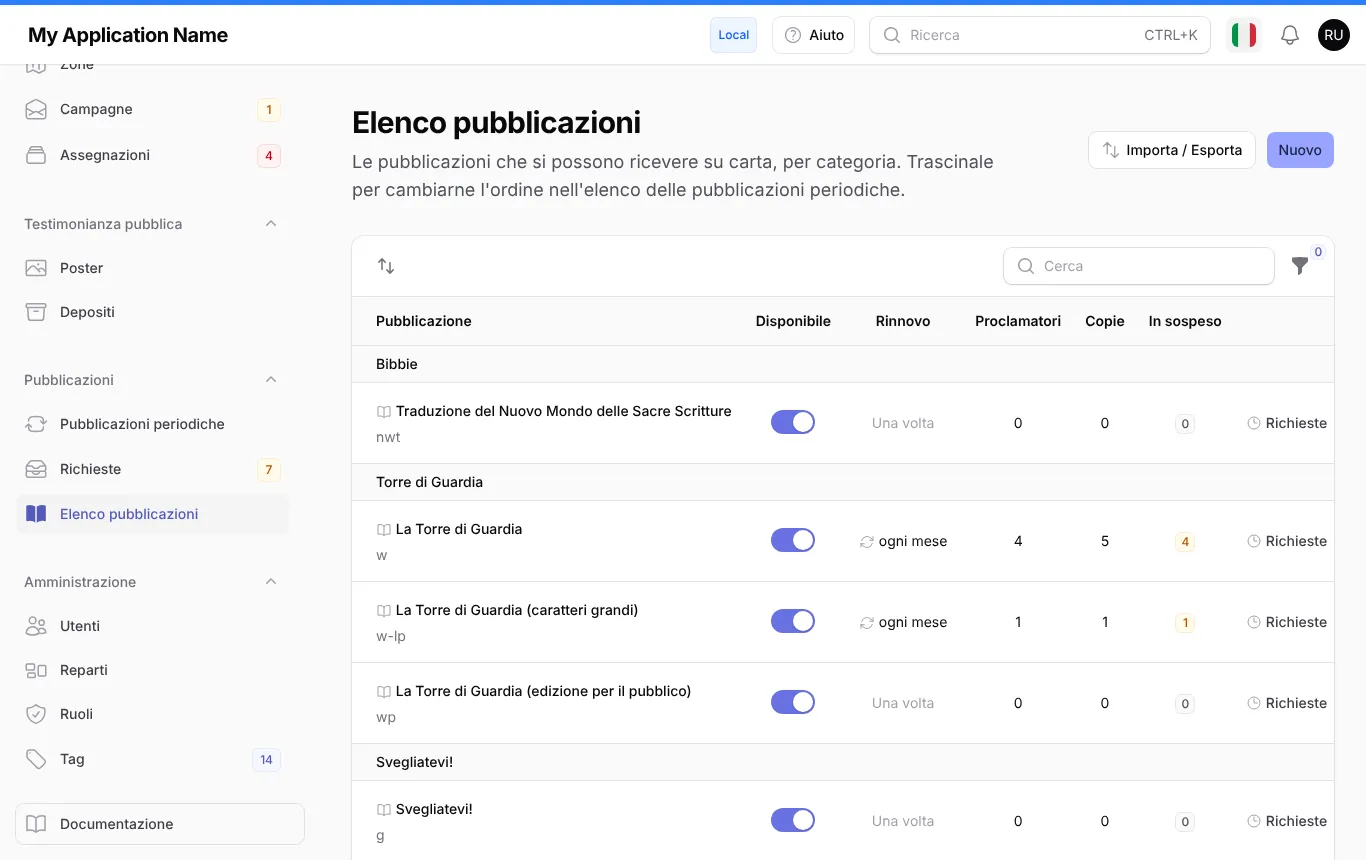 My Application Name
Local
Aiuto
Ricerca
CTRL+K
RU
Zone
Campagne
1
Assegnazioni
4
Testimonianza pubblica
Poster
Depositi
Pubblicazioni
Pubblicazioni periodiche
Richieste
7
Elenco pubblicazioni
Amministrazione
Utenti
Reparti
Ruoli
Tag
14
Documentazione
Elenco pubblicazioni
Le pubblicazioni che si possono ricevere su carta, per categoria. Trascinale
per cambiarne l'ordine nell'elenco delle pubblicazioni periodiche.
Importa / Esporta
Nuovo
Cerca
0
Pubblicazione Disponibile Rinnovo Proclamatori Copie In sospeso
Bibbie
Traduzione del Nuovo Mondo delle Sacre Scritture
nwt
Una volta 0 0 0 Richieste
Torre di Guardia
La Torre di Guardia
w
ogni mese 4 5 4 Richieste
La Torre di Guardia (caratteri grandi)
w-lp
ogni mese 1 1 1 Richieste
La Torre di Guardia (edizione per il pubblico)
wp
Una volta 0 0 0 Richieste
Svegliatevi!
Svegliatevi!
g
Una volta 0 0 0 Richieste